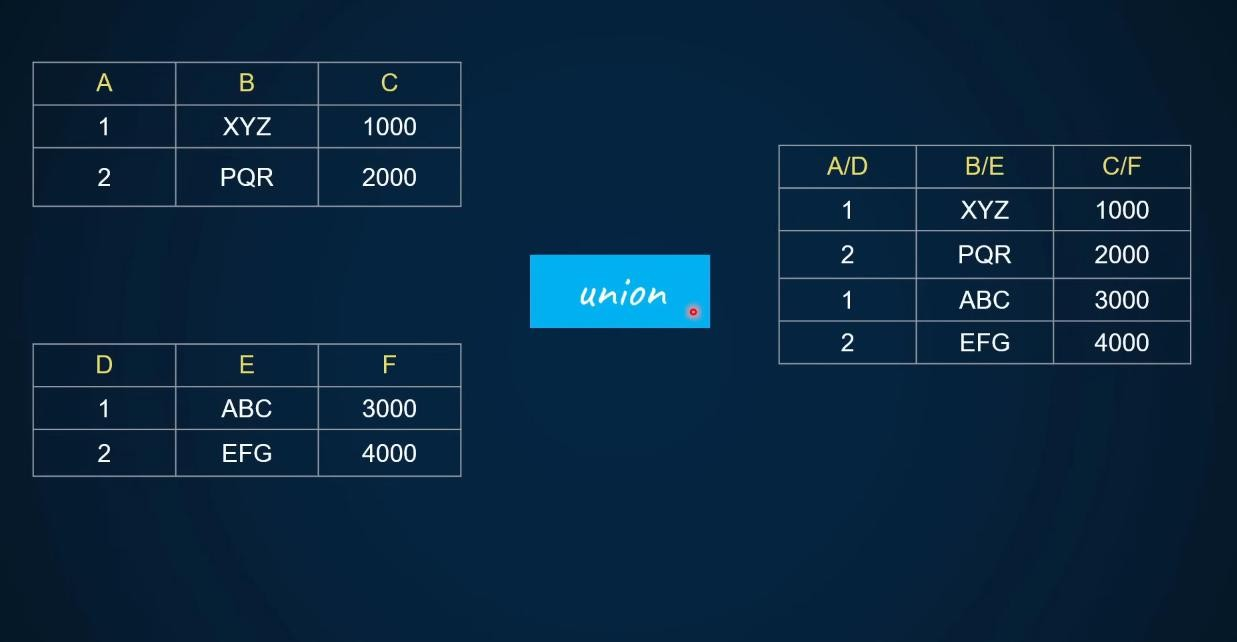 A B C
1 XYZ 1000
2 PQR 2000
D E F
1 ABC 3000
2 EFG 4000
union
A/D B/E C/F
1 XYZ 1000
2 PQR 2000
1 ABC 3000
2 EFG 4000